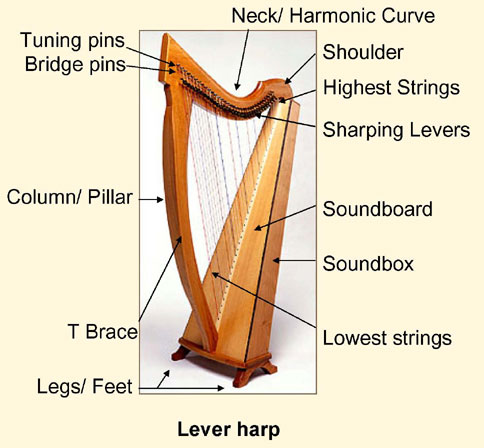 Neck/ Harmonic Curve
Tuning pins
Bridge pins
Shoulder
Highest Strings
Sharping Levers
Column/ Pillar
Soundboard
Soundbox
T Brace
Lowest strings
Legs/ Feet
Lever harp